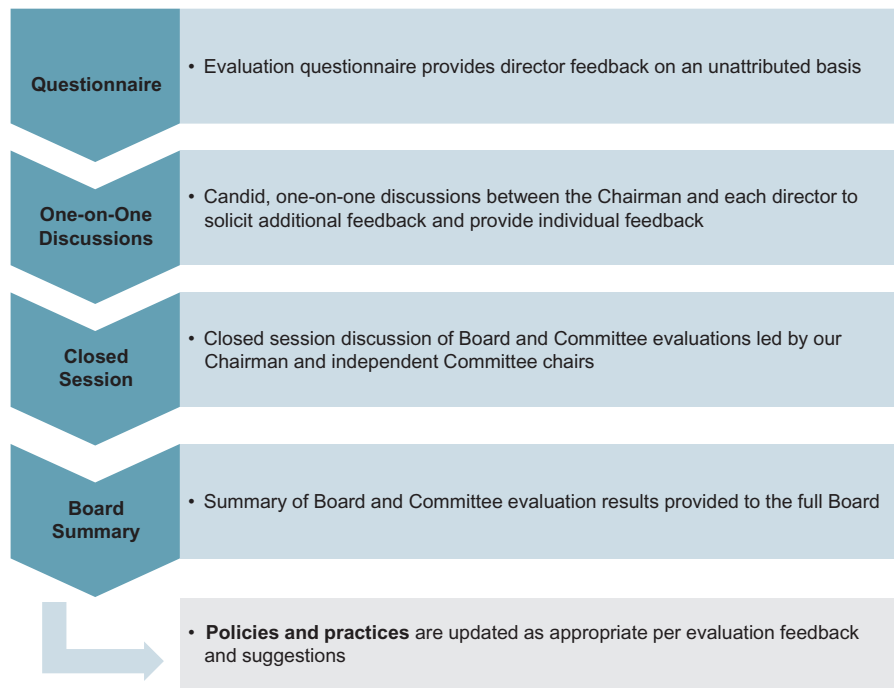 Questionnaire
• Evaluation questionnaire provides director feedback on an unattributed basis
One-on-One
Discussions
• Candid, one-on-one discussions between the Chairman and each director to
solicit additional feedback and provide individual feedback
Closed
Session
• Closed session discussion of Board and Committee evaluations led by our
Chairman and independent Committee chairs
Board
Summary
• Summary of Board and Committee evaluation results provided to the full Board
• Policies and practices are updated as appropriate per evaluation feedback
and suggestions